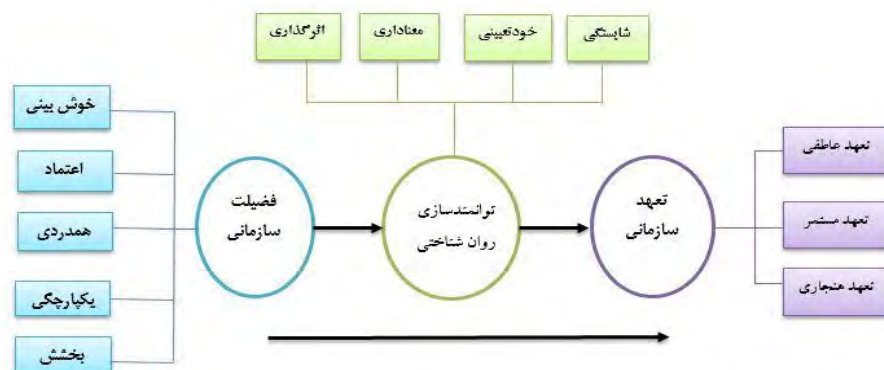 شایستگی
خودتعیینی
معناداری
اثرگذاری
خوش بینی
اعتماد
همدردی
یکپارچگی
بخشش
فضیلت
سازمانی
توانمندسازی
روان شناختی
تعهد
سازمانی
تعهد عاطفی
تعهد مستمر
تعهد هنجاری